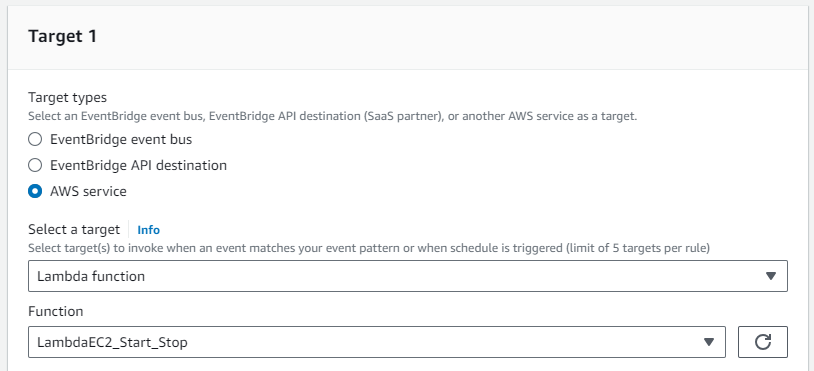 Target 1
Target types
Select an EventBridge event bus, EventBridge API destination (SaaS partner), or another AWS service as a target.
EventBridge event bus
EventBridge API destination
AWS service
Select a target Info
Select target(s) to invoke when an event matches your event pattern or when schedule is triggered (limit of 5 targets per rule)
Lambda function
Function
LambdaEC2_Start_Stop